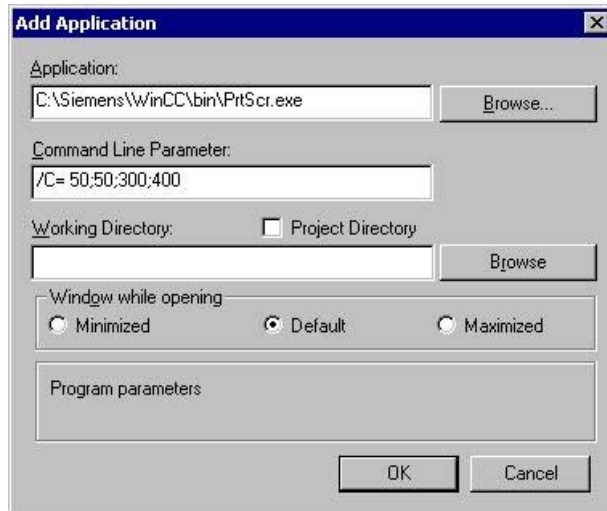 Add Application
Application:
C:\Siemens\WinCC\bin\PrtScr.exe
Browse...
Command Line Parameter:
/C= 50;50;300;400
Working Directory:
Project Directory
Browse
Window while opening
Minimized
Default
Maximized
Program parameters
OK
Cancel